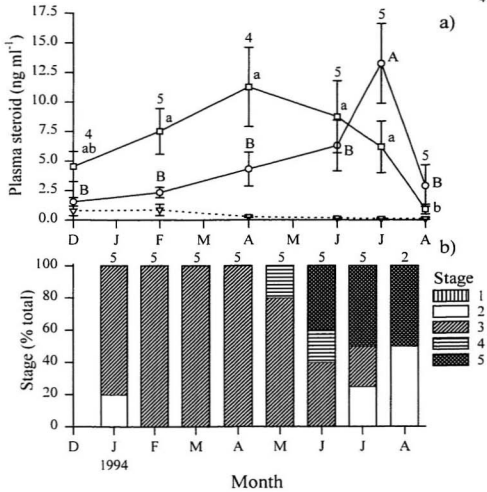 a)
Plasma steroid (ng ml⁻¹)
17.5
15.0
12.5
10.0
7.5
5.0
2.5
0.0
4
ab
B
5
a
B
4
a
B
5
a
B
5
A
a
5
B
b
D J F M A M J J A
b)
5 5 5 5 5 5 5 2
Stage (% total)
100
80
60
40
20
0
Stage
1
2
3
4
5
D J F M A M J J A
1994
Month